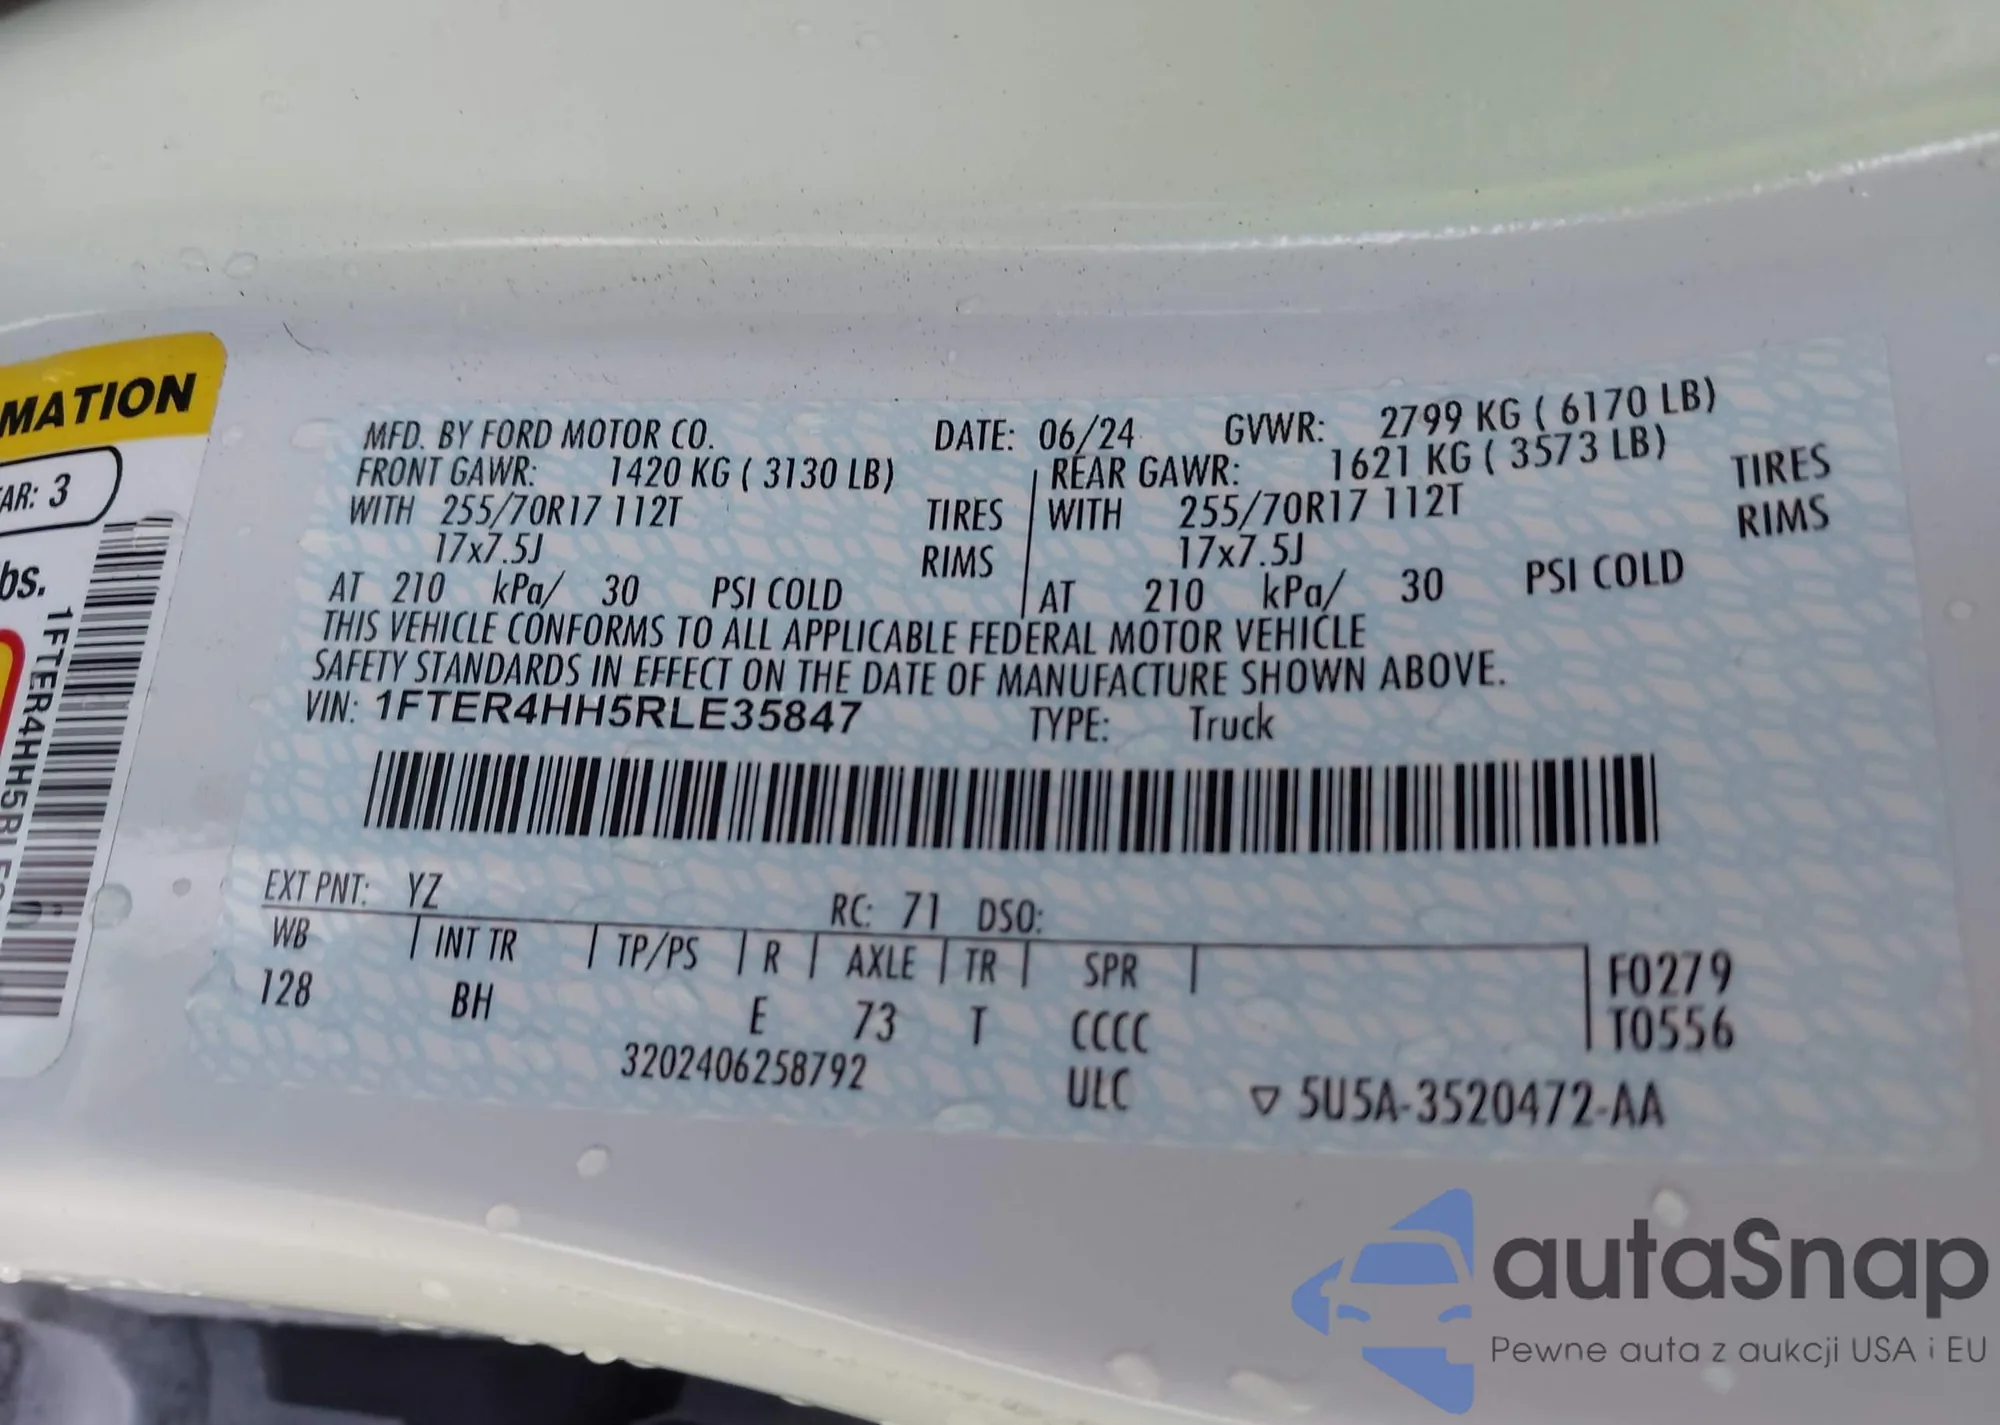 MATION
AR: 3
bs.
1FTER4HH5RLE
MFD. BY FORD MOTOR CO. DATE: 06/24 GVWR: 2799 KG ( 6170 LB)
FRONT GAWR: 1420 KG ( 3130 LB) REAR GAWR: 1621 KG ( 3573 LB)
WITH 255/70R17 112T TIRES WITH 255/70R17 112T TIRES
17x7.5J RIMS 17x7.5J RIMS
AT 210 kPa/ 30 PSI COLD AT 210 kPa/ 30 PSI COLD
THIS VEHICLE CONFORMS TO ALL APPLICABLE FEDERAL MOTOR VEHICLE
SAFETY STANDARDS IN EFFECT ON THE DATE OF MANUFACTURE SHOWN ABOVE.
VIN: 1FTER4HH5RLE35847 TYPE: Truck
EXT PNT: YZ RC: 71 DSO:
WB INT TR TP/PS R AXLE TR SPR F0279
128 BH E 73 T CCCC T0556
3202406258792 ULC ▽ 5U5A-3520472-AA
autaSnap
Pewne auta z aukcji USA i EU